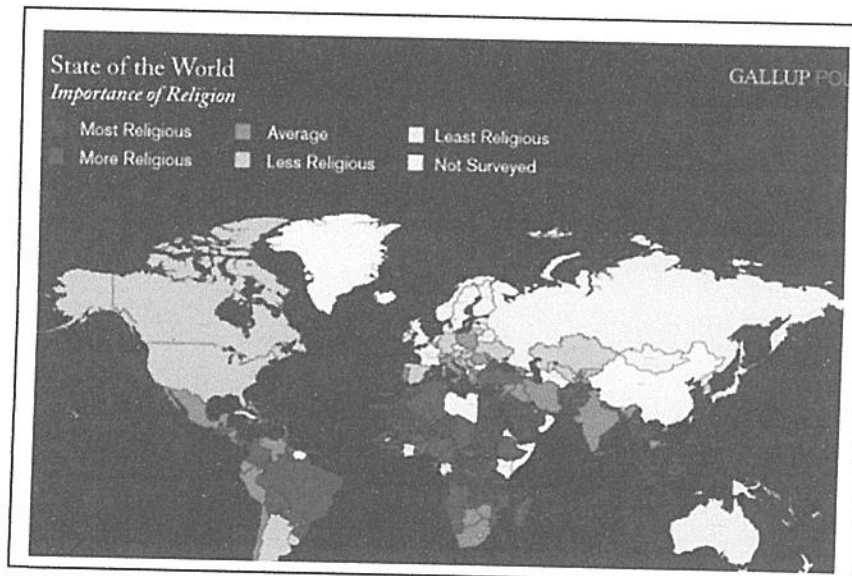 State of the World
Importance of Religion
GALLUP POL
Most Religious
Average
Least Religious
More Religious
Less Religious
Not Surveyed